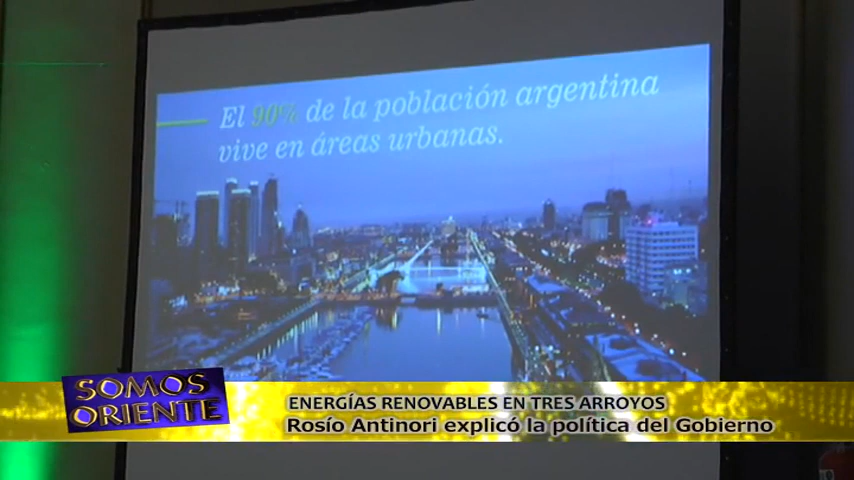 El 90% de la población argentina
vive en áreas urbanas.
SOMOS
ORIENTE
ENERGÍAS RENOVABLES EN TRES ARROYOS
Rosío Antinori explicó la política del Gobierno